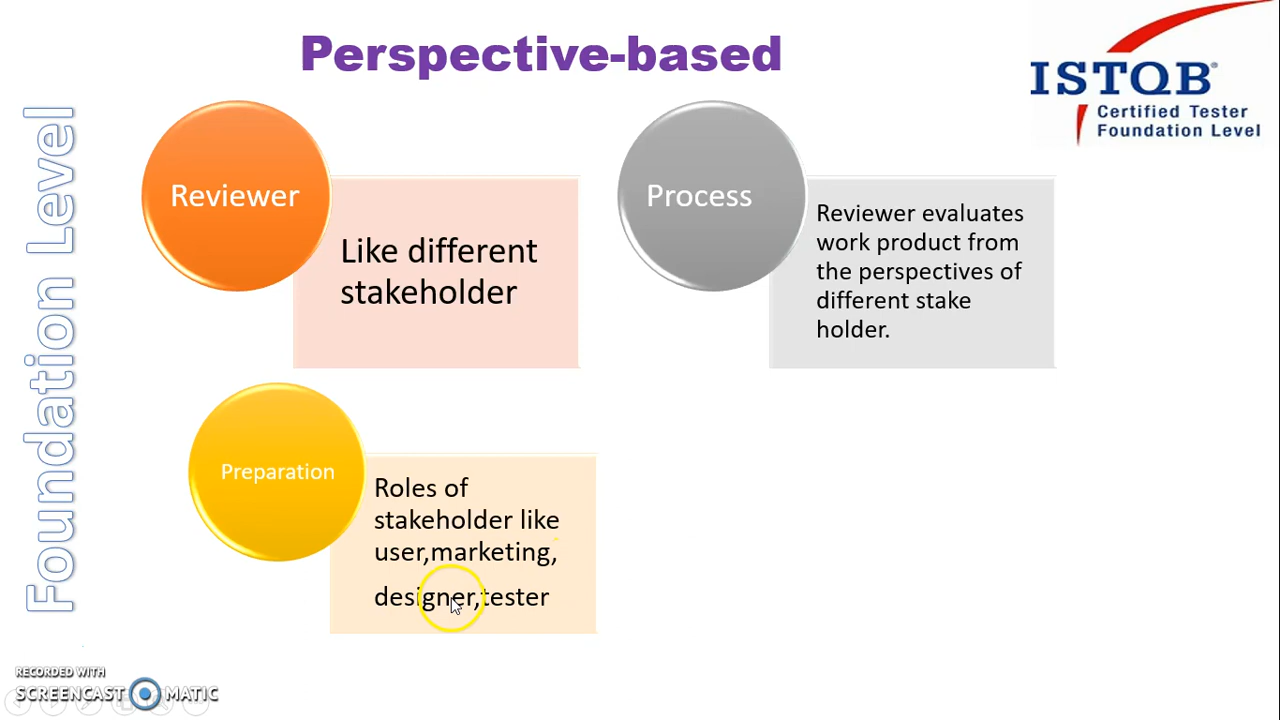 Perspective-based
ISTQB®
Certified Tester
Foundation Level
Foundation Level
Reviewer
Like different
stakeholder
Process
Reviewer evaluates
work product from
the perspectives of
different stake
holder.
Preparation
Roles of
stakeholder like
user,marketing,
designer,tester
RECORDED WITH
SCREENCAST MATIC